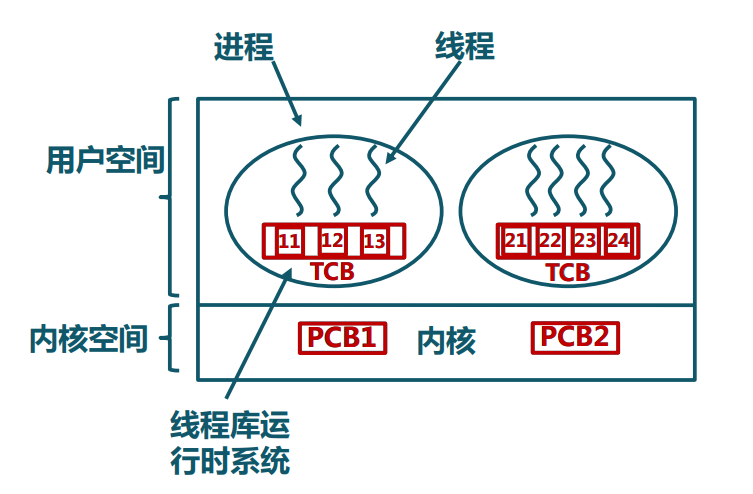 进程
线程
用户空间
11 12 13
TCB
21 22 23 24
TCB
内核空间
PCB1
内核
PCB2
线程库运
行时系统